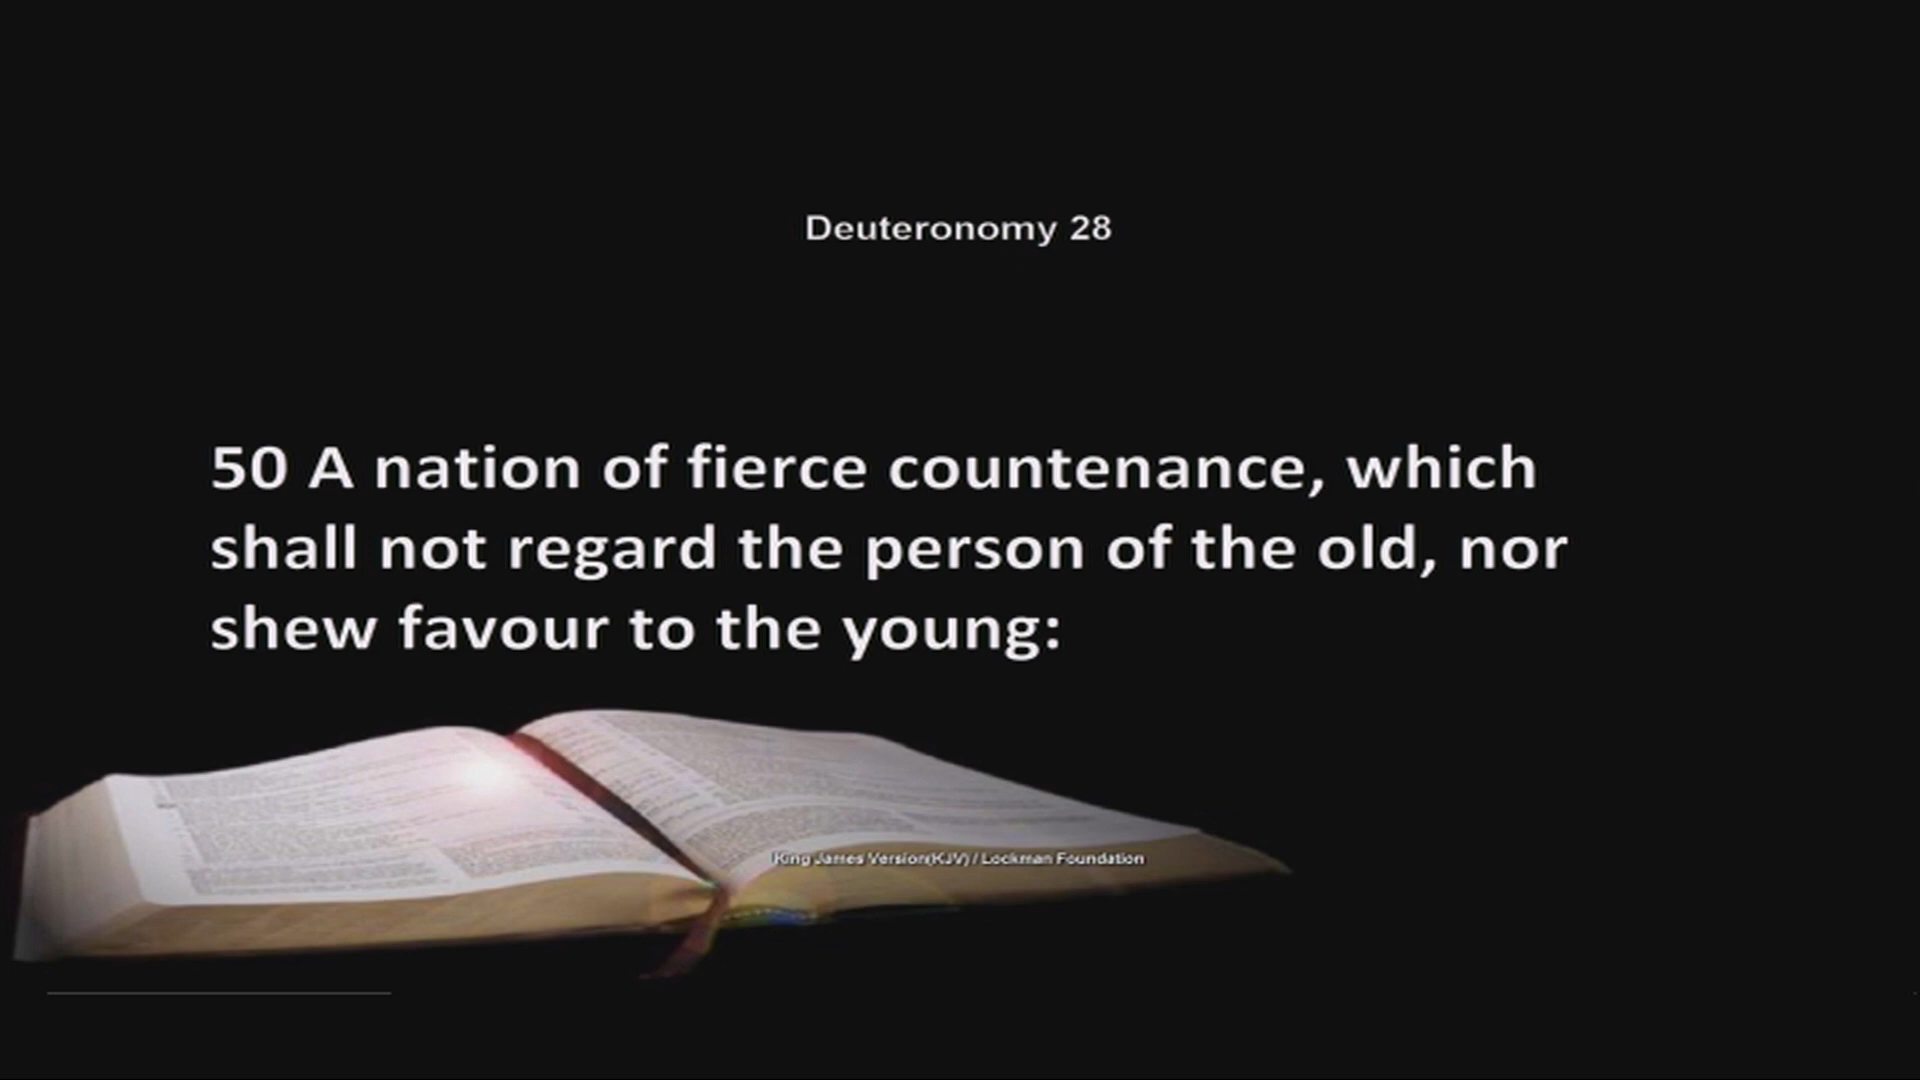 Deuteronomy 28
50 A nation of fierce countenance, which
shall not regard the person of the old, nor
shew favour to the young:
King James Version(KJV) / Lockman Foundation